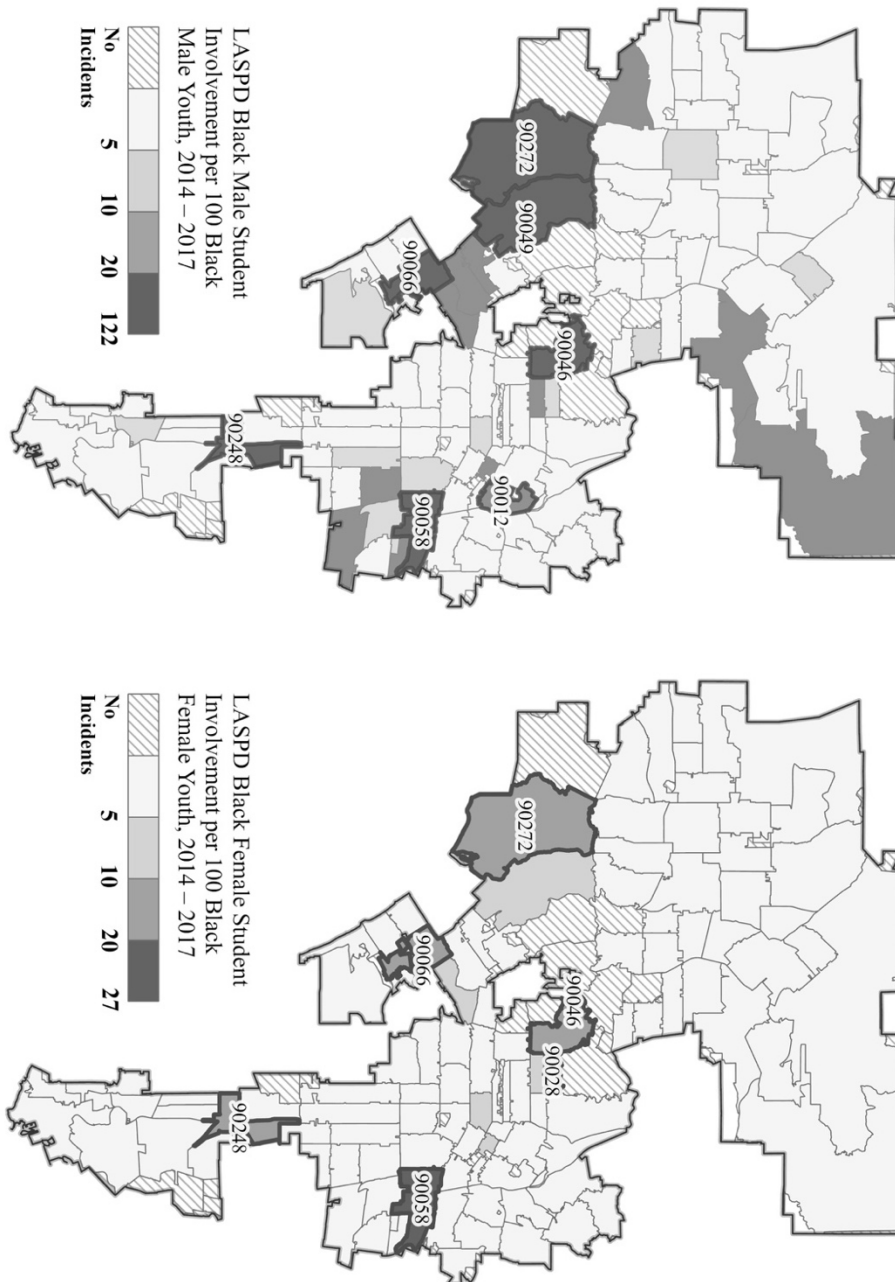 LASPD Black Male Student
Involvement per 100 Black
Male Youth, 2014 – 2017
No
Incidents
5
10
20
122
90272
90049
90066
90046
90248
90012
90058
LASPD Black Female Student
Involvement per 100 Black
Female Youth, 2014 – 2017
No
Incidents
5
10
20
27
90272
90066
90046
90028
90248
90058